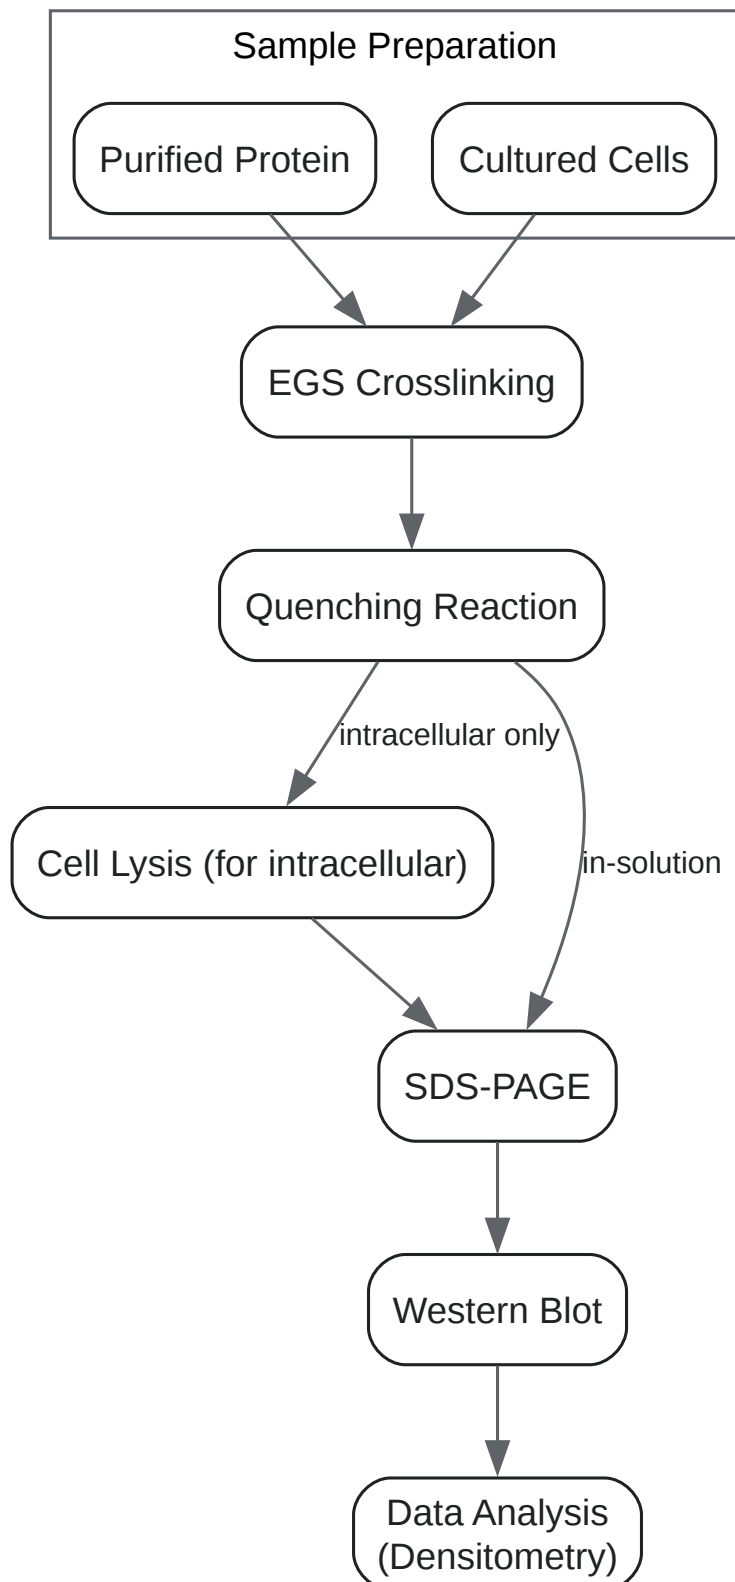 Sample Preparation
Purified Protein
Cultured Cells
EGS Crosslinking
Quenching Reaction
intracellular only
Cell Lysis (for intracellular)
in-solution
SDS-PAGE
Western Blot
Data Analysis
(Densitometry)